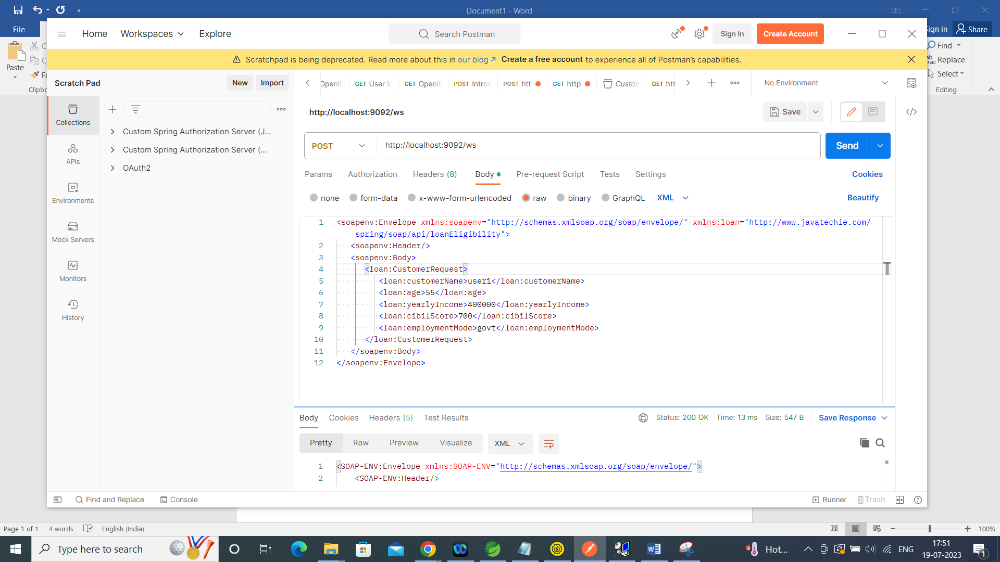 Document1 - Word
File
Sign in
Share
Paste
Clipbo
Find
Replace
Select
Editing
Home
Workspaces
Explore
Search Postman
Sign In
Create Account
Scratchpad is being deprecated. Read more about this in our blog ↗ Create a free account to experience all of Postman's capabilities.
Scratch Pad
New
Import
OpenID
GET User In
GET OpenID
POST Intros
POST htt
GET http
Custom
GET htt
No Environment
Collections
APIs
Environments
Mock Servers
Monitors
History
Custom Spring Authorization Server (J...
Custom Spring Authorization Server (...
OAuth2
http://localhost:9092/ws
Save
POST
http://localhost:9092/ws
Send
Params
Authorization
Headers (8)
Body
Pre-request Script
Tests
Settings
Cookies
none
form-data
x-www-form-urlencoded
raw
binary
GraphQL
XML
Beautify
1 <soapenv:Envelope xmlns:soapenv="http://schemas.xmlsoap.org/soap/envelope/" xmlns:loan="http://www.javatechie.com/
spring/soap/api/loanEligibility">
2 <soapenv:Header/>
3 <soapenv:Body>
4 <loan:CustomerRequest>
5 <loan:customerName>user1</loan:customerName>
6 <loan:age>55</loan:age>
7 <loan:yearlyIncome>400000</loan:yearlyIncome>
8 <loan:cibilScore>700</loan:cibilScore>
9 <loan:employmentMode>govt</loan:employmentMode>
10 </loan:CustomerRequest>
11 </soapenv:Body>
12 </soapenv:Envelope>
Body
Cookies
Headers (5)
Test Results
Status: 200 OK
Time: 13 ms
Size: 547 B
Save Response
Pretty
Raw
Preview
Visualize
XML
1 <SOAP-ENV:Envelope xmlns:SOAP-ENV="http://schemas.xmlsoap.org/soap/envelope/">
2 <SOAP-ENV:Header/>
Find and Replace
Console
Runner
Trash
Page 1 of 1
4 words
English (India)
100%
Type here to search
Hot...
ENG
17:51
19-07-2023
1